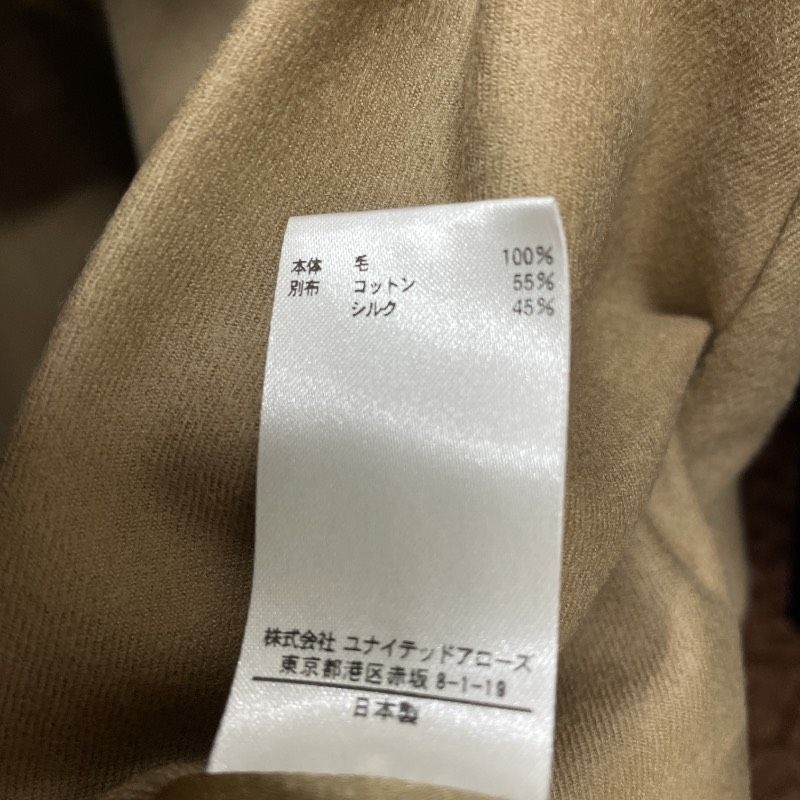 本体 毛 100%
別布 コットン 55%
シルク 45%
株式会社 ユナイテッドアローズ
東京都港区赤坂 8-1-19
日本製